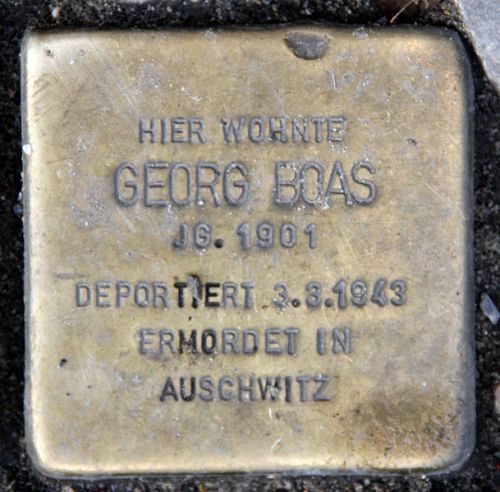 HIER WOHNTE
GEORG BOAS
JG. 1901
DEPORTIERT 3.3.1943
ERMORDET IN
AUSCHWITZ